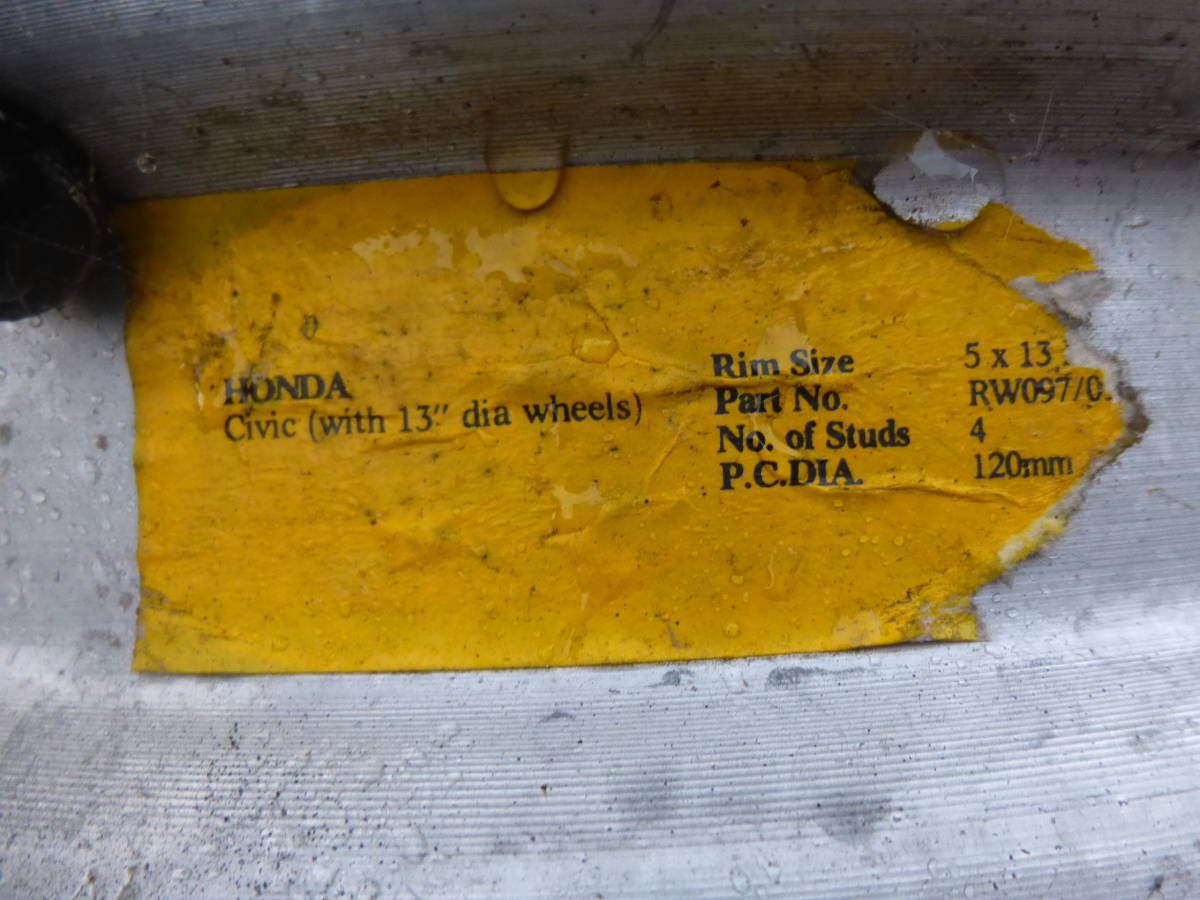 HONDA
Civic (with 13" dia wheels)
Rim Size 5 x 13
Part No. RW097/0
No. of Studs 4
P.C.DIA. 120mm